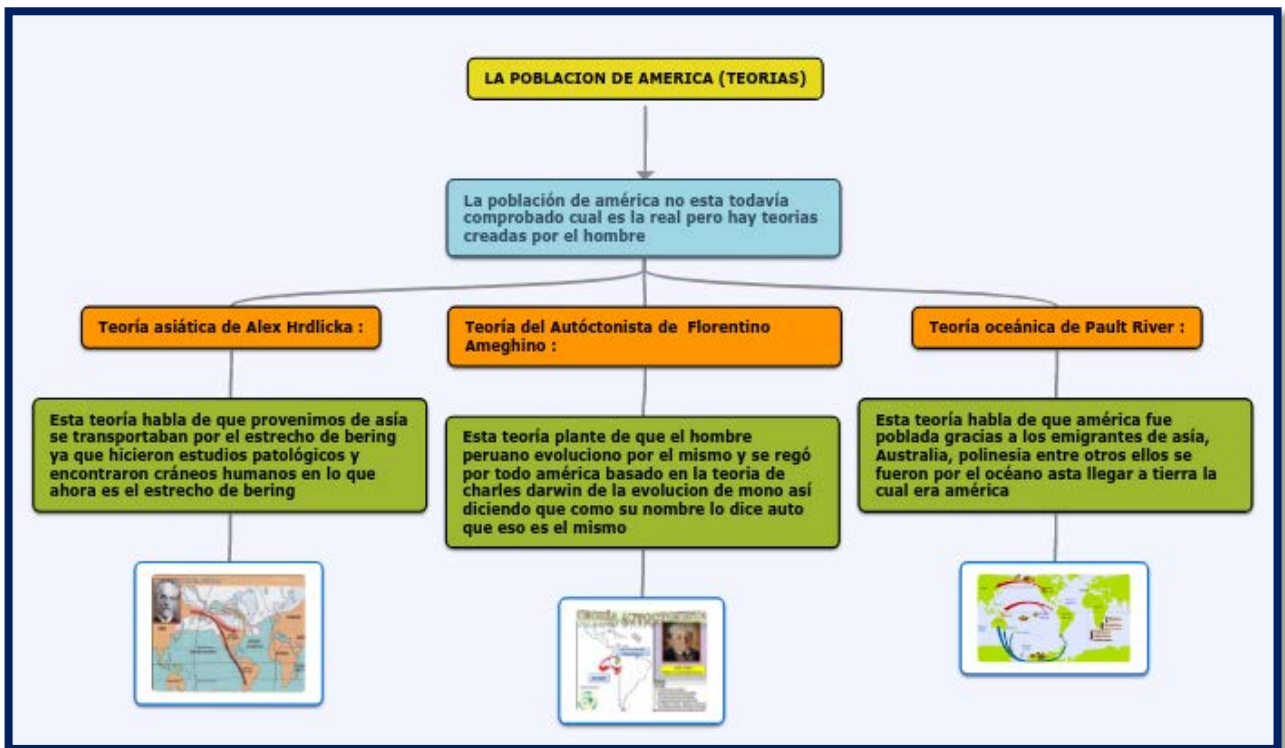 LA POBLACION DE AMERICA (TEORIAS)
La población de américa no esta todavía
comprobado cual es la real pero hay teorias
creadas por el hombre
Teoría asiática de Alex Hrdlicka :
Teoría del Autóctonista de Florentino
Ameghino :
Teoría oceánica de Pault River :
Esta teoría habla de que provenimos de asía
se transportaban por el estrecho de bering
ya que hicieron estudios patológicos y
encontraron cráneos humanos en lo que
ahora es el estrecho de bering
Esta teoría plante de que el hombre
peruano evoluciono por el mismo y se regó
por todo américa basado en la teoria de
charles darwin de la evolucion de mono así
diciendo que como su nombre lo dice auto
que eso es el mismo
Esta teoría habla de que américa fue
poblada gracias a los emigrantes de asía,
Australia, polinesia entre otros ellos se
fueron por el océano asta llegar a tierra la
cual era américa